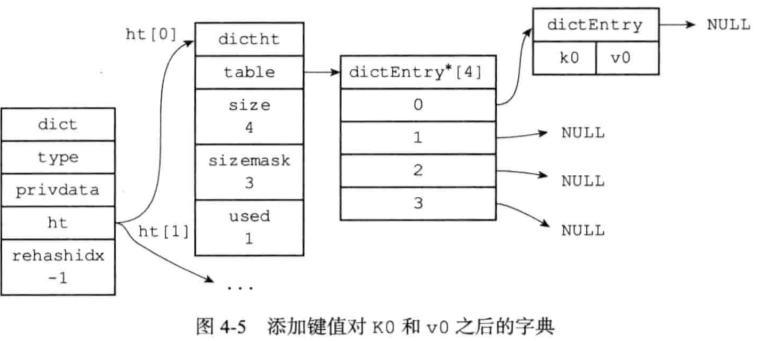 dict
type
privdata
ht
rehashidx
-1
ht[0]
ht[1]
dictht
table
size
4
sizemask
3
used
1
...
dictEntry*[4]
0
1
2
3
dictEntry
k0 v0
NULL
NULL
NULL
NULL
图 4-5 添加键值对 K0 和 v0 之后的字典